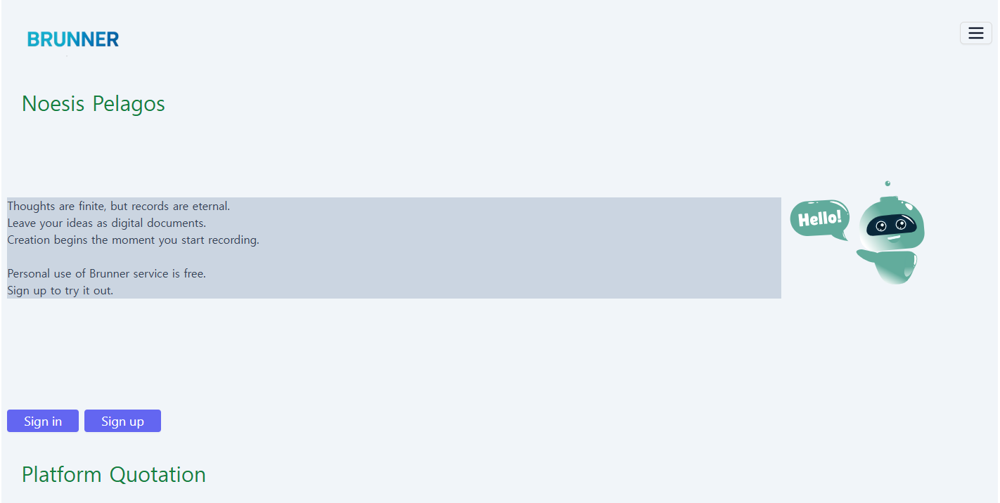 BRUNNER
Noesis Pelagos
Thoughts are finite, but records are eternal.
Leave your ideas as digital documents.
Creation begins the moment you start recording.
Personal use of Brunner service is free.
Sign up to try it out.
Hello!
Sign in
Sign up
Platform Quotation